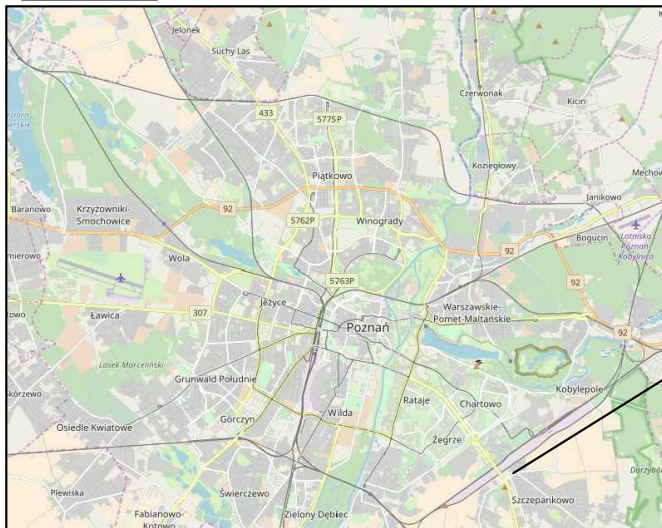 Jelonek
Suchy Las
Czerwonak
Kicin
433
5775P
Koziegłowy
Piątkowo
Janikowo
Baranowo
Krzyżowniki-
Smochowice
92
5762P
Winogrady
Bogucin
Lotnisko
Poznań
Kobylnica
92
Wola
5763P
Jeżyce
Warszawskie-
Pomet-Maltańskie
Ławica
307
Poznań
92
Lasek Marceliński
Grunwald Południe
Kobylepole
Rataje
Chartowo
Osiedle Kwiatowe
Górczyn
Wilda
Żegrze
Plewiska
Świerczewo
Szczepankowo
Fabianowo-
Kotowo
Zielony Dębiec